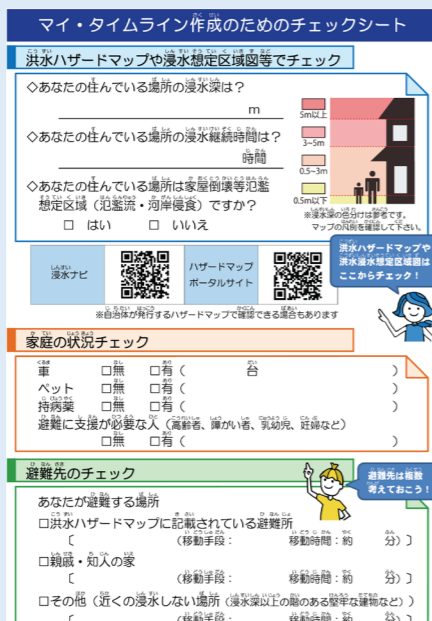 マイ・タイムライン作成のためのチェックシート
洪水ハザードマップや浸水想定区域図等でチェック
◇あなたの住んでいる場所の浸水深は？
m
◇あなたの住んでいる場所の浸水継続時間は？
時間
◇あなたの住んでいる場所は家屋倒壊等氾濫
想定区域（氾濫流・河岸侵食）ですか？
□ はい □ いいえ
5m以上
3~5m
0.5~3m
0.5m以下
※浸水深の色分けは参考です。
マップの凡例を確認して下さい。
浸水ナビ
ハザードマップ
ポータルサイト
※自治体が発行するハザードマップで確認できる場合もあります
洪水ハザードマップや
洪水浸水想定区域図は
ここからチェック！
家庭の状況チェック
車 □無 □有（ 台 ）
ペット □無 □有（ ）
持病薬 □無 □有（ ）
避難に支援が必要な人（高齢者、障がい者、乳幼児、妊婦など）
□無 □有（ ）
避難先のチェック
避難先は複数
考えておこう！
あなたが避難する場所
□洪水ハザードマップに記載されている避難所
〔 （移動手段： 移動時間：約 分）〕
□親戚・知人の家
〔 （移動手段： 移動時間：約 分）〕
□その他（近くの浸水しない場所（浸水深以上の階のある堅牢な建物など））
〔 （移動手段： 移動時間：約 分）〕